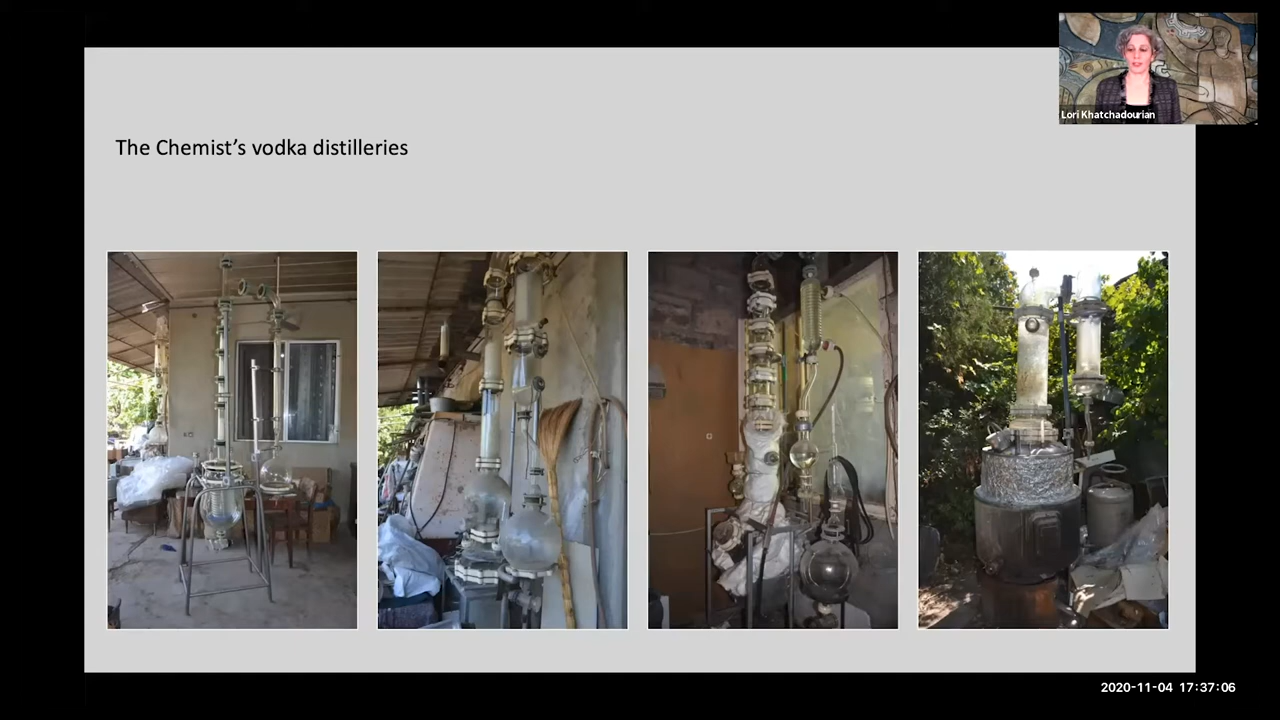 Lori Khatchadourian
The Chemist’s vodka distilleries
2020-11-04 17:37:06